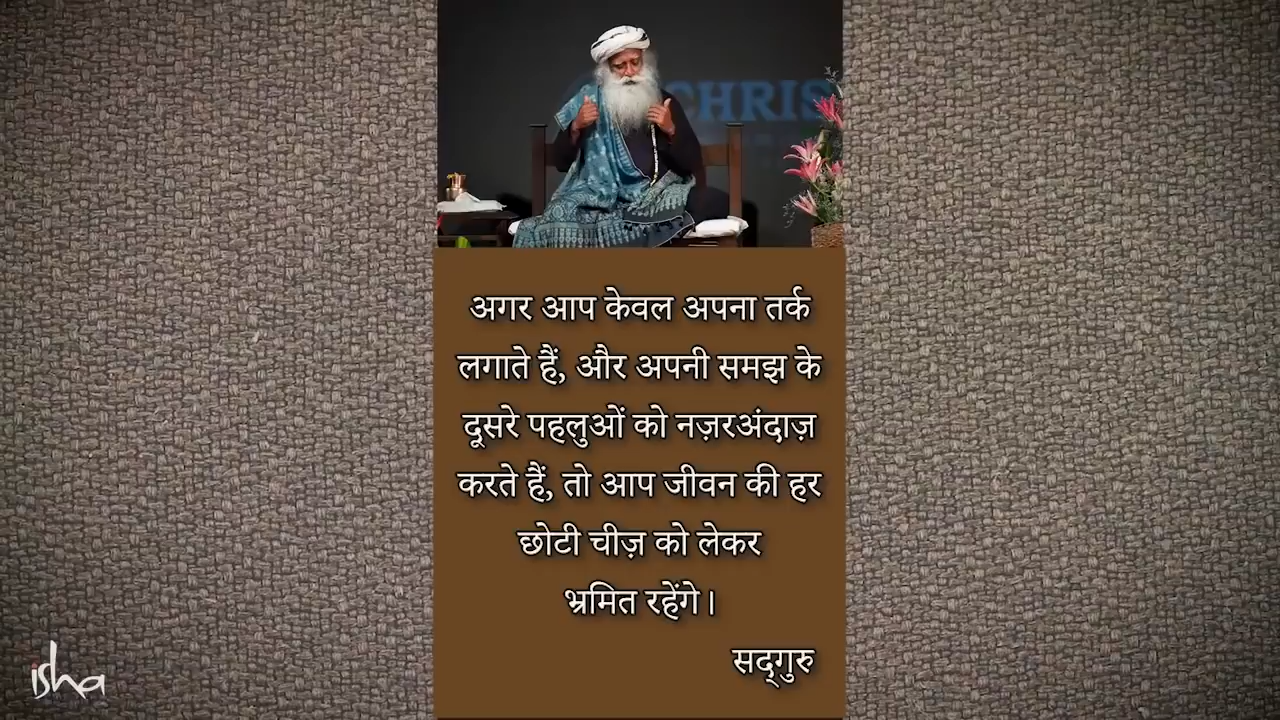 CHRIS
अगर आप केवल अपना तर्क
लगाते हैं, और अपनी समझ के
दूसरे पहलुओं को नज़रअंदाज़
करते हैं, तो आप जीवन की हर
छोटी चीज़ को लेकर
भ्रमित रहेंगे।
सद्‌गुरु
isha